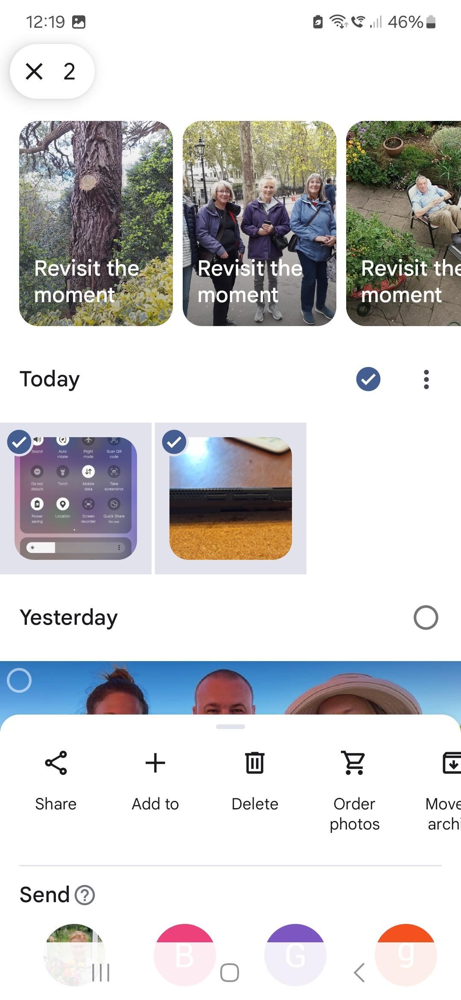 12:19
46%
2
Revisit the
moment
Revisit the
moment
Revisit the
moment
Today
Sound
Auto
rotate
Flight
mode
Scan QR
code
Do not
disturb
Torch
Mobile
data
Take
screenshot
Power
saving
Location
Screen
recorder
Quick Share
No one
Yesterday
Share
Add to
Delete
Order
photos
Move
archi
Send
B
G
g